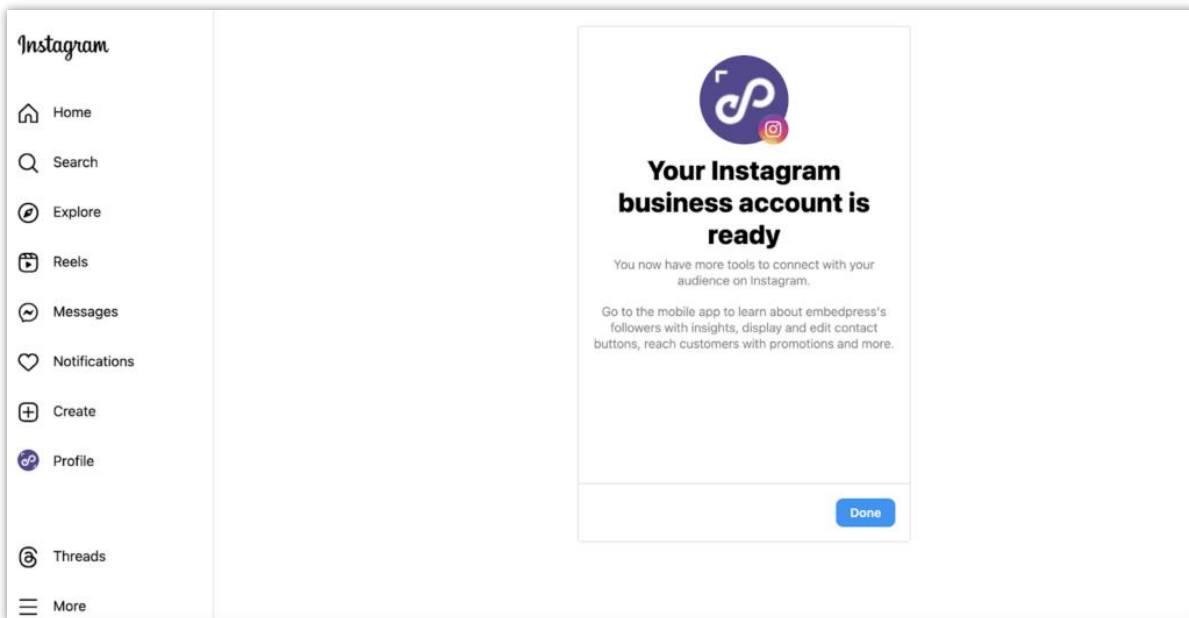 Instagram
Home
Search
Explore
Reels
Messages
Notifications
Create
Profile
Threads
More
Your Instagram
business account is
ready
You now have more tools to connect with your
audience on Instagram.
Go to the mobile app to learn about embedpress's
followers with insights, display and edit contact
buttons, reach customers with promotions and more.
Done